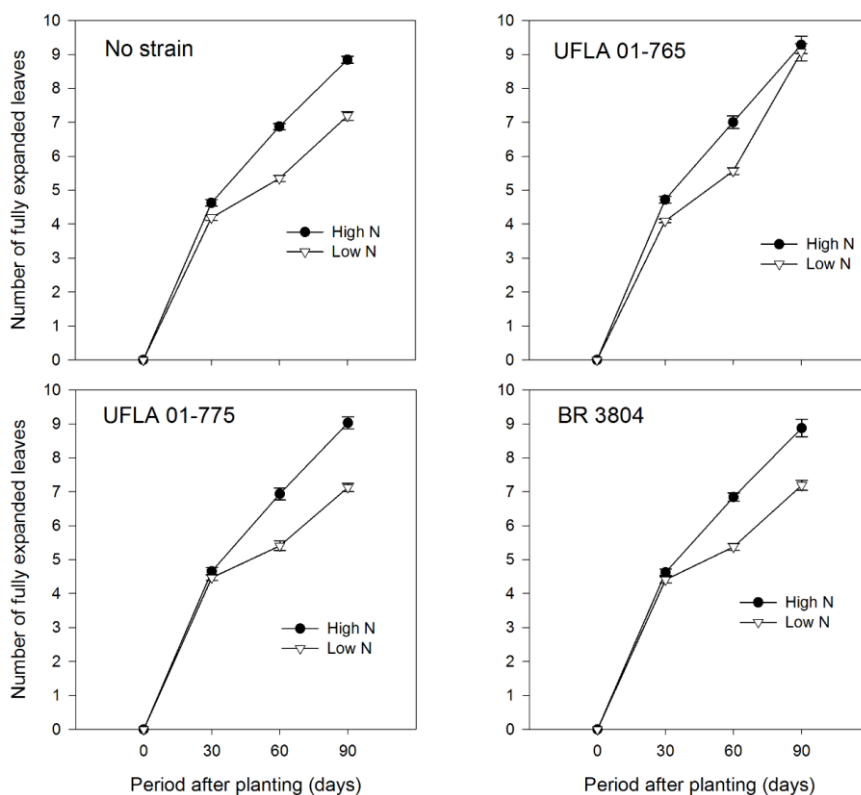 No strain
Number of fully expanded leaves
10
9
8
7
6
5
4
3
2
1
0
High N
Low N
UFLA 01-765
10
9
8
7
6
5
4
3
2
1
0
High N
Low N
0 30 60 90
UFLA 01-775
Number of fully expanded leaves
10
9
8
7
6
5
4
3
2
1
0
High N
Low N
0 30 60 90
Period after planting (days)
BR 3804
10
9
8
7
6
5
4
3
2
1
0
High N
Low N
0 30 60 90
Period after planting (days)